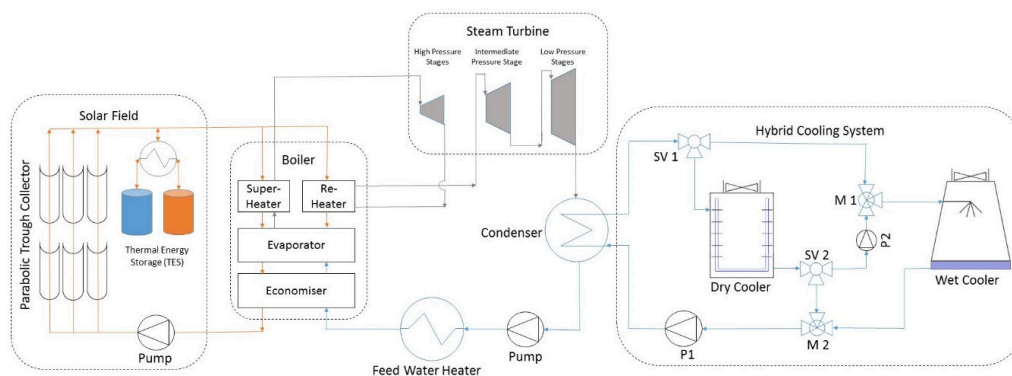 Steam Turbine
High Pressure
Stages
Intermediate
Pressure Stage
Low Pressure
Stages
Solar Field
Parabolic Trough Collector
Thermal Energy
Storage (TES)
Pump
Boiler
Super-
Heater
Re-
Heater
Evaporator
Economiser
Feed Water Heater
Pump
Condenser
Hybrid Cooling System
SV 1
M 1
P2
SV 2
Dry Cooler
Wet Cooler
P1
M 2